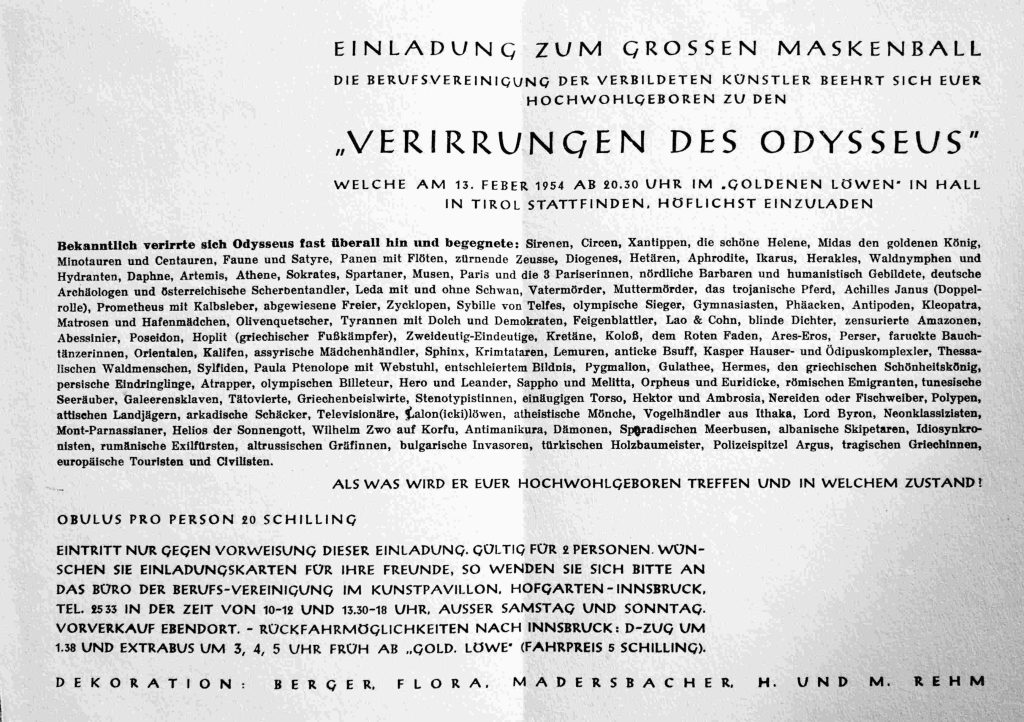 EINLADUNG ZUM GROSSEN MASKENBALL
DIE BERUFSVEREINIGUNG DER VERBILDETEN KÜNSTLER BEEHRT SICH EUER
HOCHWOHLGEBOREN ZU DEN
„VERIRRUNGEN DES ODYSSEUS"
WELCHE AM 13. FEBER 1954 AB 20.30 UHR IM „GOLDENEN LÖWEN" IN HALL
IN TIROL STATTFINDEN, HÖFLICHST EINZULADEN
Bekanntlich verirrte sich Odysseus fast überall hin und begegnete: Sirenen, Circen, Xantippen, die schöne Helene, Midas den goldenen König,
Minotauren und Centauren, Faune und Satyre, Panen mit Flöten, zürnende Zeusse, Diogenes, Hetären, Aphrodite, Ikarus, Herakles, Waldnymphen und
Hydranten, Daphne, Artemis, Athene, Sokrates, Spartaner, Musen, Paris und die 3 Pariserinnen, nördliche Barbaren und humanistisch Gebildete, deutsche
Archäologen und österreichische Scherbentandler, Leda mit und ohne Schwan, Vatermörder, Muttermörder, das trojanische Pferd, Achilles Janus (Doppel-
rolle), Prometheus mit Kalbsleber, abgewiesene Freier, Zycklopen, Sybille von Telfes, olympische Sieger, Gymnasiasten, Phäacken, Antipoden, Kleopatra,
Matrosen und Hafenmädchen, Olivenquetscher, Tyrannen mit Dolch und Demokraten, Feigenblattler, Lao & Cohn, blinde Dichter, zensurierte Amazonen,
Abessinier, Poseidon, Hoplit (griechischer Fußkämpfer), Zweideutig-Eindeutige, Kretäne, Koloß, dem Roten Faden, Ares-Eros, Perser, faruckte Bauch-
tänzerinnen, Orientalen, Kalifen, assyrische Mädchenhändler, Sphinx, Krimtataren, Lemuren, anticke Bsuff, Kasper Hauser- und Ödipuskomplexler, Thessa-
lischen Waldmenschen, Sylfiden, Paula Ptenolope mit Webstuhl, entschleiertem Bildnis, Pygmalion, Gulathee, Hermes, den griechischen Schönheitskönig,
persische Eindringlinge, Atrapper, olympischen Billeteur, Hero und Leander, Sappho und Melitta, Orpheus und Euridicke, römischen Emigranten, tunesische
Seeräuber, Galeerensklaven, Tätovierte, Griechenbeislwirte, Stenotypistinnen, einäugigen Torso, Hektor und Ambrosia, Nereiden oder Fischweiber, Polypen,
attischen Landjägern, arkadische Schäcker, Televisionäre, Salon(icki)löwen, atheistische Mönche, Vogelhändler aus Ithaka, Lord Byron, Neonklassizisten,
Mont-Parnassianer, Helios der Sonnengott, Wilhelm Zwo auf Korfu, Antimanikura, Dämonen, Sporadischen Meerbusen, albanische Skipetaren, Idiosynkro-
nisten, rumänische Exilfürsten, altrussischen Gräfinnen, bulgarische Invasoren, türkischen Holzbaumeister, Polizeispitzel Argus, tragischen Griechinnen,
europäische Touristen und Civilisten.
ALS WAS WIRD ER EUER HOCHWOHLGEBOREN TREFFEN UND IN WELCHEM ZUSTAND!
OBULUS PRO PERSON 20 SCHILLING
EINTRITT NUR GEGEN VORWEISUNG DIESER EINLADUNG. GÜLTIG FÜR 2 PERSONEN. WÜN-
SCHEN SIE EINLADUNGSKARTEN FÜR IHRE FREUNDE, SO WENDEN SIE SICH BITTE AN
DAS BÜRO DER BERUFS-VEREINIGUNG IM KUNSTPAVILLON, HOFGARTEN-INNSBRUCK,
TEL. 2533 IN DER ZEIT VON 10-12 UND 13.30-18 UHR, AUSSER SAMSTAG UND SONNTAG.
VORVERKAUF EBENDORT. - RÜCKFAHRMÖGLICHKEITEN NACH INNSBRUCK: D-ZUG UM
1.38 UND EXTRABUS UM 3, 4, 5 UHR FRÜH AB „GOLD. LÖWE" (FAHRPREIS 5 SCHILLING).
DEKORATION: BERGER, FLORA, MADERSBACHER, H. UND M. REHM